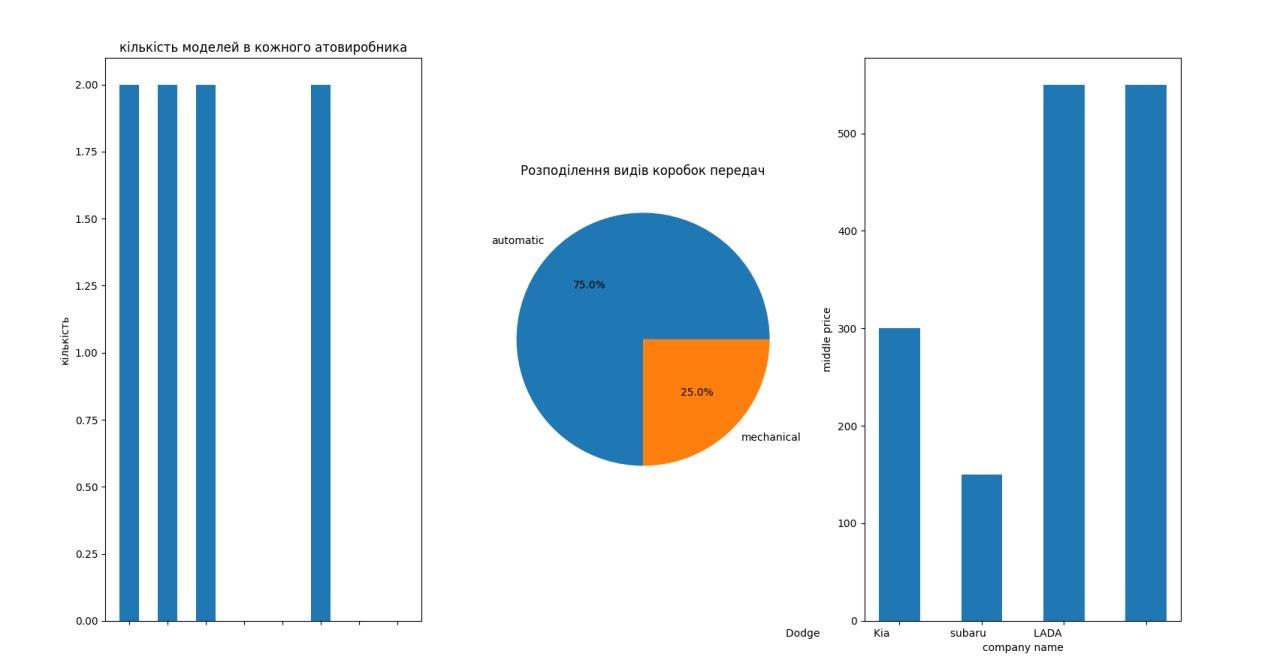 кількість моделей в кожного атовиробника
2.00
1.75
1.50
1.25
1.00
0.75
0.50
0.25
0.00
кількість
Розподілення видів коробок передач
automatic
75.0%
25.0%
mechanical
500
400
300
200
100
0
middle price
Dodge Kia subaru LADA
company name